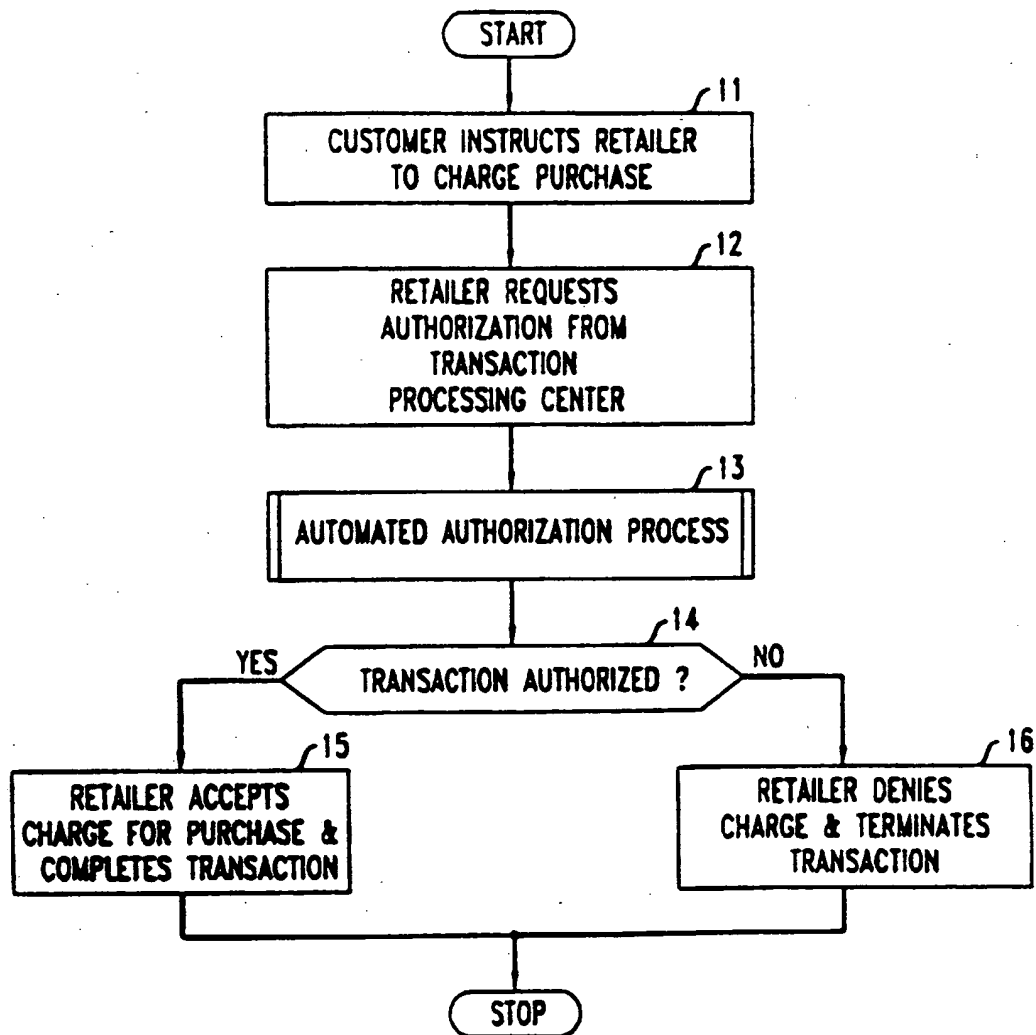 START
11
CUSTOMER INSTRUCTS RETAILER
TO CHARGE PURCHASE
12
RETAILER REQUESTS
AUTHORIZATION FROM
TRANSACTION
PROCESSING CENTER
13
AUTOMATED AUTHORIZATION PROCESS
14
YES
TRANSACTION AUTHORIZED ?
NO
15
RETAILER ACCEPTS
CHARGE FOR PURCHASE &
COMPLETES TRANSACTION
16
RETAILER DENIES
CHARGE & TERMINATES
TRANSACTION
STOP